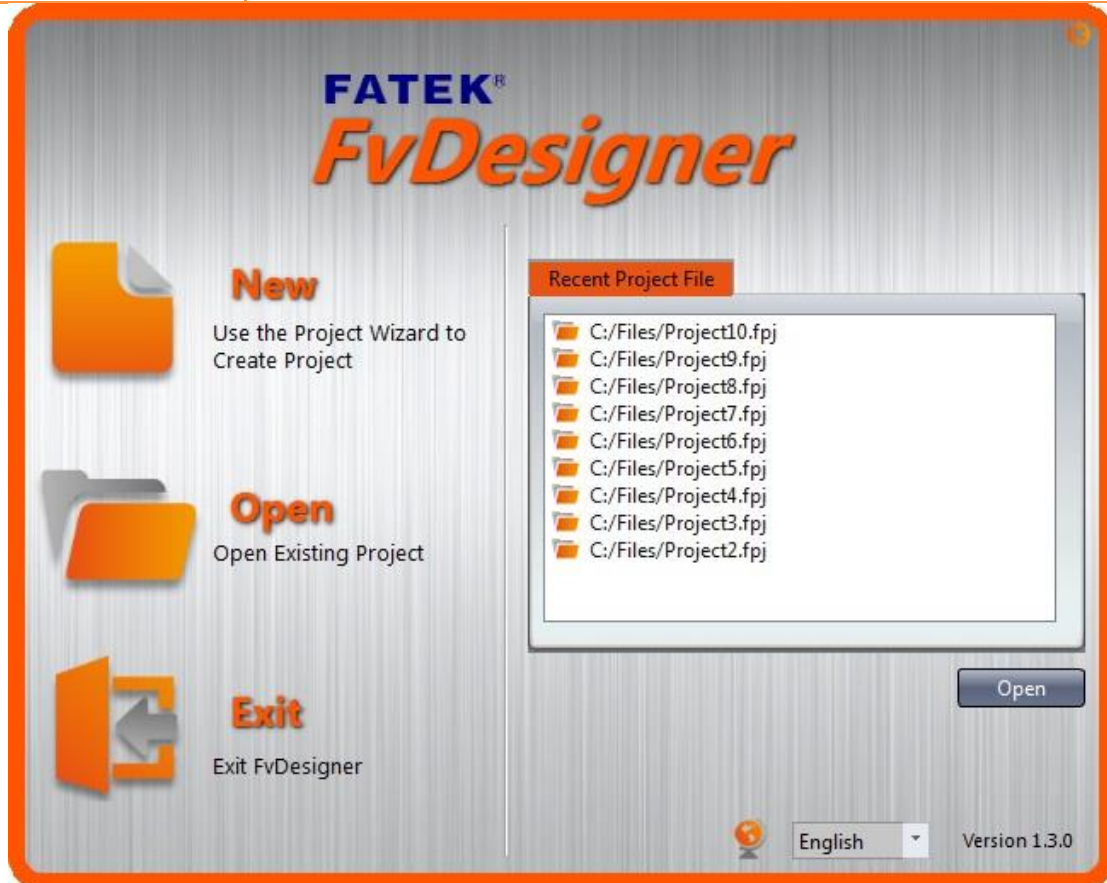 FATEK®
FvDesigner
New
Use the Project Wizard to
Create Project
Open
Open Existing Project
Exit
Exit FvDesigner
Recent Project File
C:/Files/Project10.fpj
C:/Files/Project9.fpj
C:/Files/Project8.fpj
C:/Files/Project7.fpj
C:/Files/Project6.fpj
C:/Files/Project5.fpj
C:/Files/Project4.fpj
C:/Files/Project3.fpj
C:/Files/Project2.fpj
Open
English
Version 1.3.0